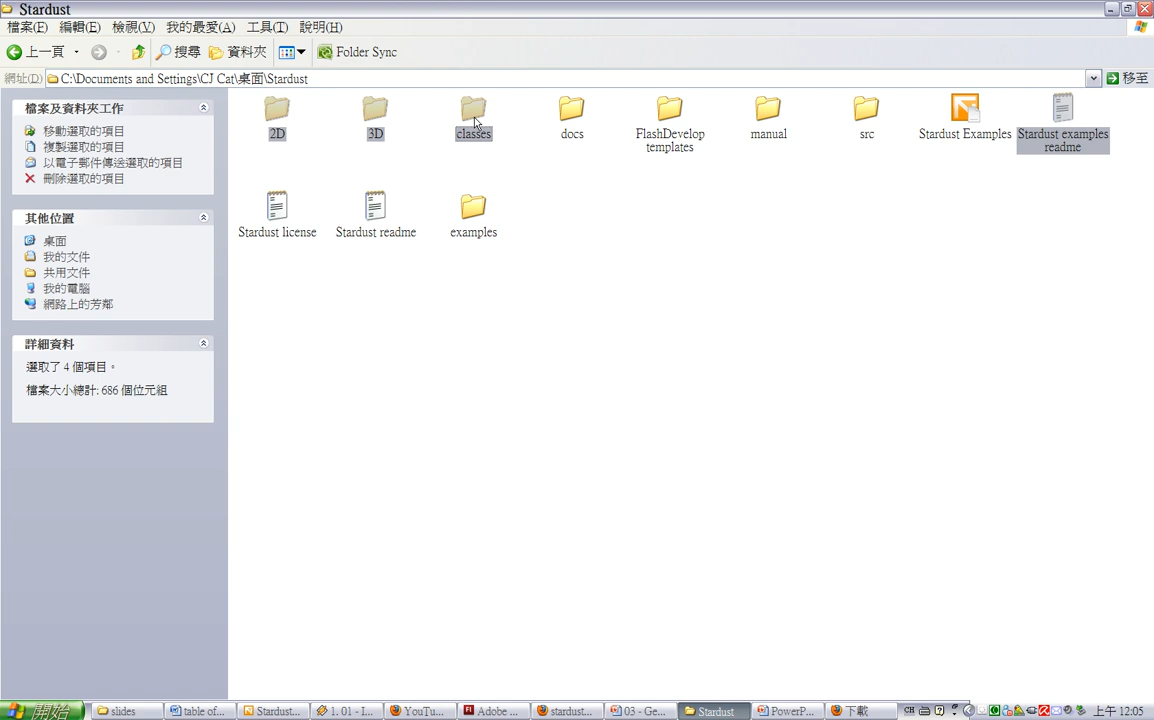 Stardust
檔案(F) 編輯(E) 檢視(V) 我的最愛(A) 工具(T) 說明(H)
上一頁 搜尋 資料夾 Folder Sync
網址(D) C:\Documents and Settings\CJ Cat\桌面\Stardust 移至
檔案及資料夾工作
移動選取的項目
複製選取的項目
以電子郵件傳送選取的項目
刪除選取的項目
其他位置
桌面
我的文件
共用文件
我的電腦
網路上的芳鄰
詳細資料
選取了 4 個項目。
檔案大小總計: 686 個位元組
2D 3D classes docs FlashDevelop templates manual src Stardust Examples Stardust examples readme
Stardust license Stardust readme examples
開始 slides table of... Stardust... 1. 01 - I... YouTu... Adobe ... stardust... 03 - Ge... Stardust PowerP... 下載 CH 上午 12:05